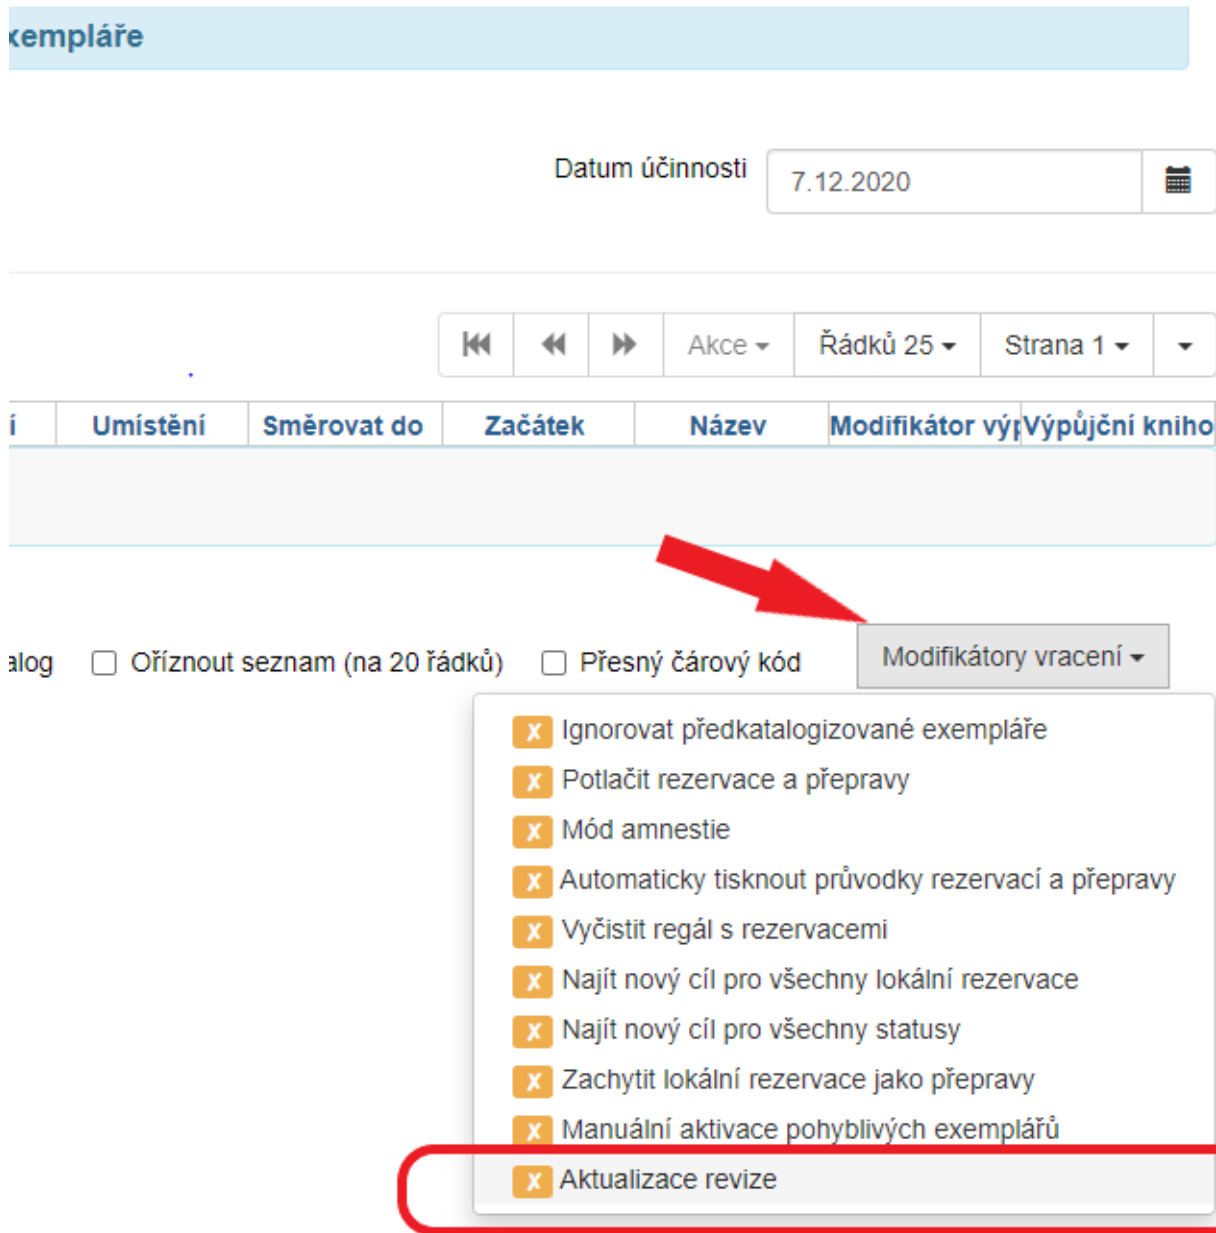 xempláře
Datum účinnosti 7.12.2020
Akce Řádků 25 Strana 1
í Umístění Směrovat do Začátek Název Modifikátor výp Výpůjční kniho
alog Oříznout seznam (na 20 řádků) Přesný čárový kód Modifikátory vracení
X Ignorovat předkatalogizované exempláře
X Potlačit rezervace a přepravy
X Mód amnestie
X Automaticky tisknout průvodky rezervací a přepravy
X Vyčistit regál s rezervacemi
X Najít nový cíl pro všechny lokální rezervace
X Najít nový cíl pro všechny statusy
X Zachytit lokální rezervace jako přepravy
X Manuální aktivace pohyblivých exemplářů
X Aktualizace revize